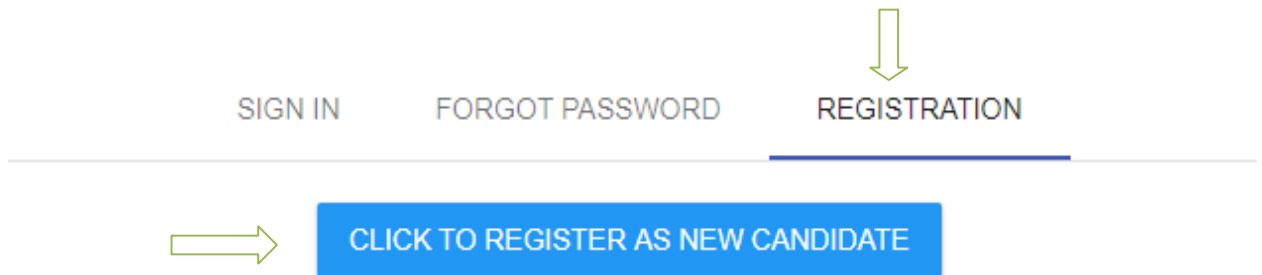 SIGN IN FORGOT PASSWORD REGISTRATION
CLICK TO REGISTER AS NEW CANDIDATE